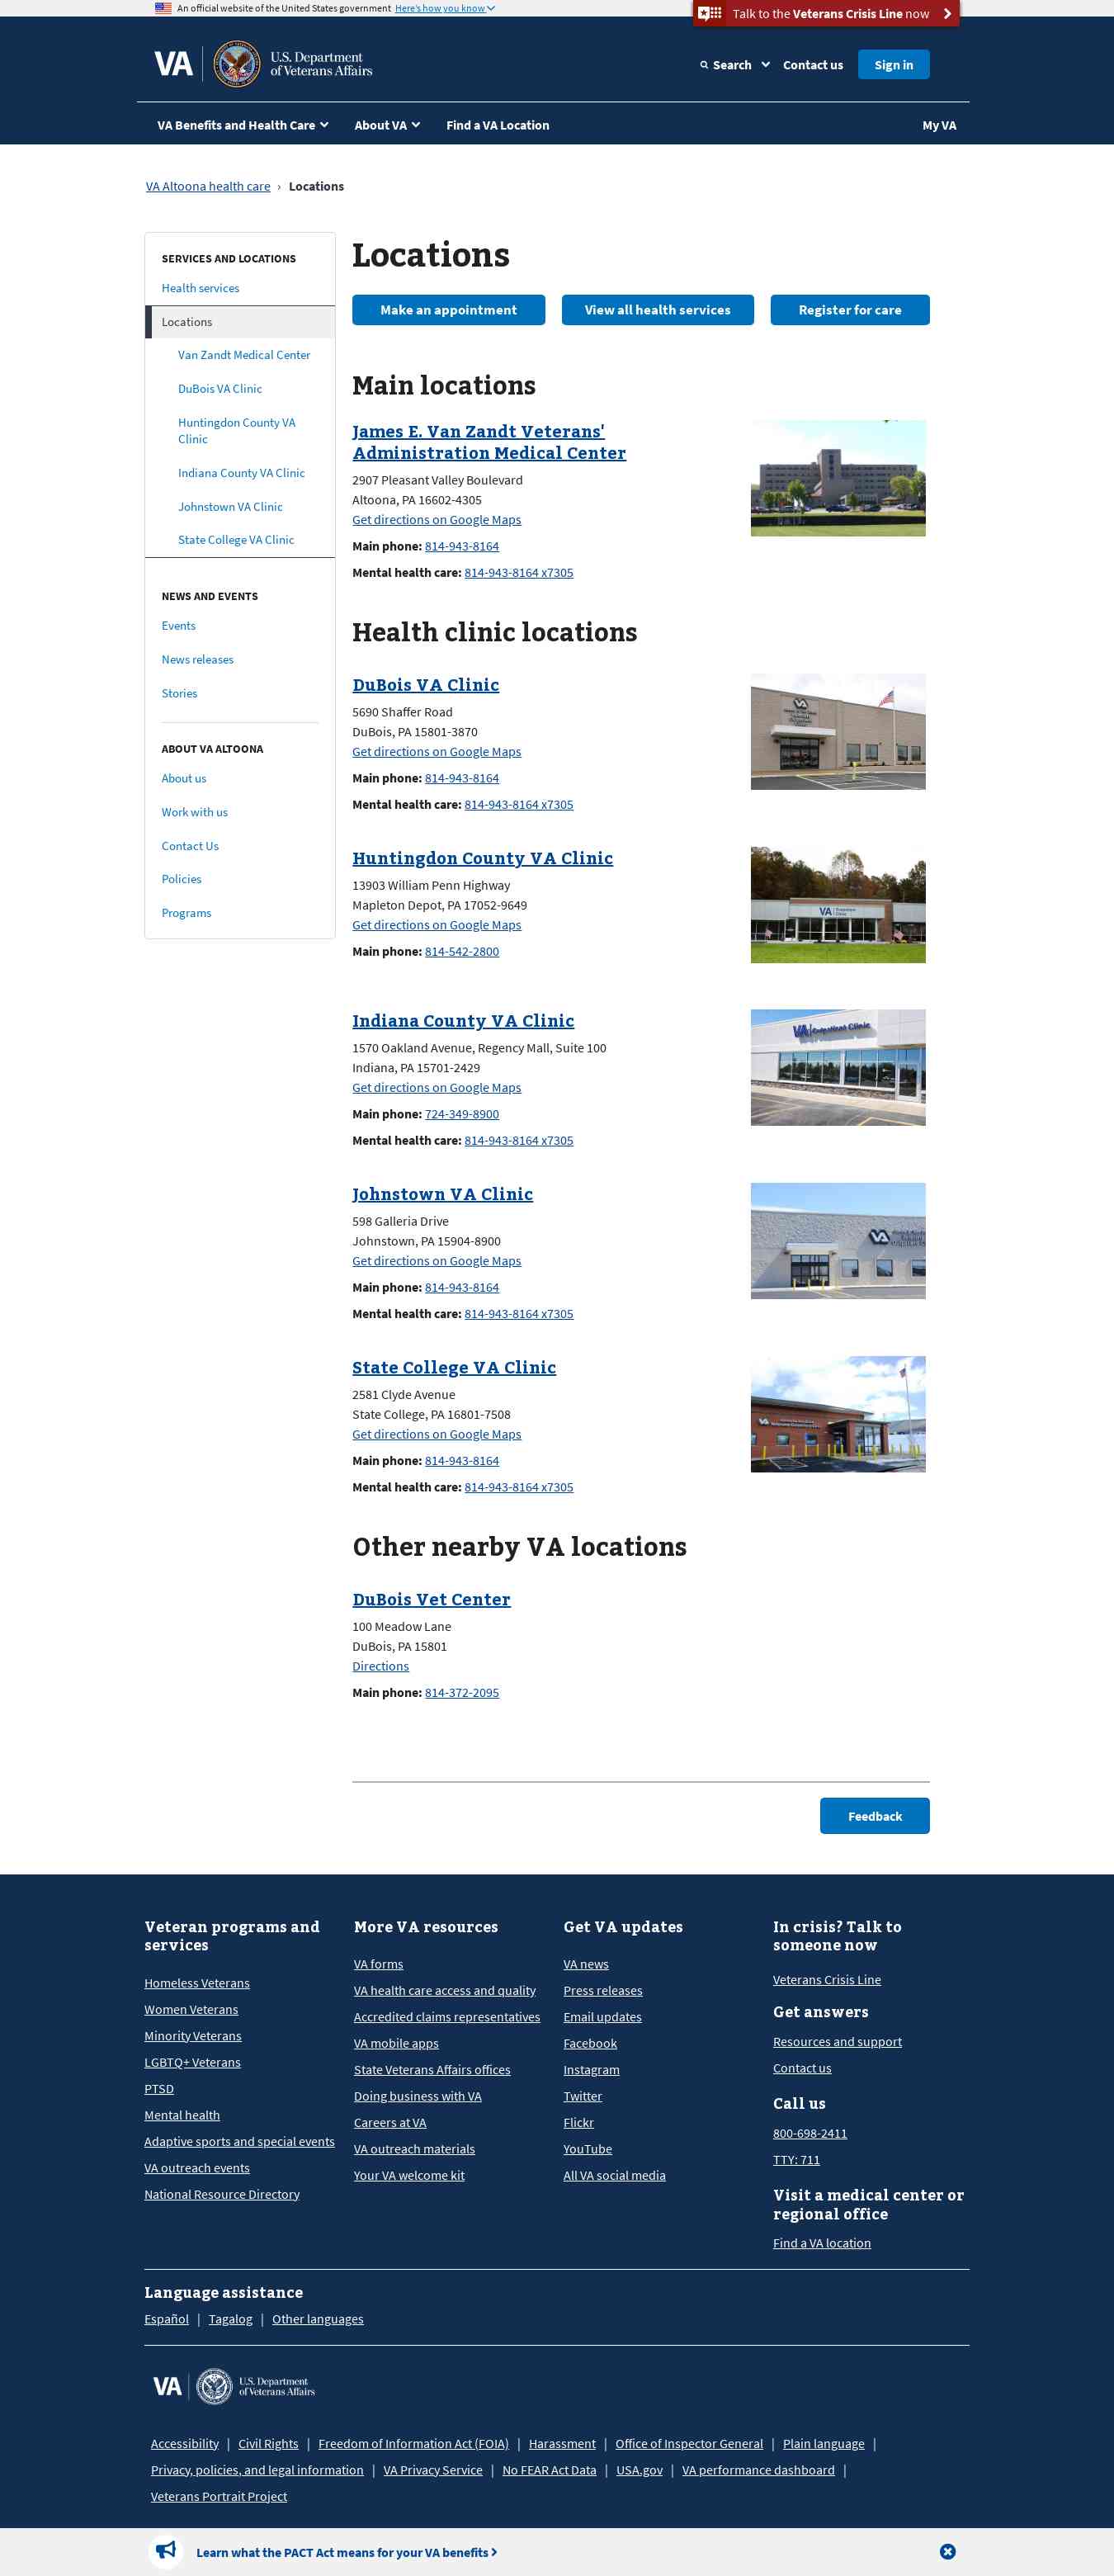 An official website of the United States government Here's how you know
Talk to the Veterans Crisis Line now
VA
U.S. Department
of Veterans Affairs
Search
Contact us
Sign in
VA Benefits and Health Care
About VA
Find a VA Location
My VA
VA Altoona health care › Locations
SERVICES AND LOCATIONS
Health services
Locations
Van Zandt Medical Center
DuBois VA Clinic
Huntingdon County VA
Clinic
Indiana County VA Clinic
Johnstown VA Clinic
State College VA Clinic
NEWS AND EVENTS
Events
News releases
Stories
ABOUT VA ALTOONA
About us
Work with us
Contact Us
Policies
Programs
Locations
Make an appointment
View all health services
Register for care
Main locations
James E. Van Zandt Veterans'
Administration Medical Center
2907 Pleasant Valley Boulevard
Altoona, PA 16602-4305
Get directions on Google Maps
Main phone: 814-943-8164
Mental health care: 814-943-8164 x7305
Health clinic locations
DuBois VA Clinic
5690 Shaffer Road
DuBois, PA 15801-3870
Get directions on Google Maps
Main phone: 814-943-8164
Mental health care: 814-943-8164 x7305
VA
Huntingdon County VA Clinic
13903 William Penn Highway
Mapleton Depot, PA 17052-9649
Get directions on Google Maps
Main phone: 814-542-2800
VA
Indiana County VA Clinic
1570 Oakland Avenue, Regency Mall, Suite 100
Indiana, PA 15701-2429
Get directions on Google Maps
Main phone: 724-349-8900
Mental health care: 814-943-8164 x7305
VA Outpatient Clinic
Johnstown VA Clinic
598 Galleria Drive
Johnstown, PA 15904-8900
Get directions on Google Maps
Main phone: 814-943-8164
Mental health care: 814-943-8164 x7305
VA
State College VA Clinic
2581 Clyde Avenue
State College, PA 16801-7508
Get directions on Google Maps
Main phone: 814-943-8164
Mental health care: 814-943-8164 x7305
VA
Other nearby VA locations
DuBois Vet Center
100 Meadow Lane
DuBois, PA 15801
Directions
Main phone: 814-372-2095
Feedback
Veteran programs and
services
Homeless Veterans
Women Veterans
Minority Veterans
LGBTQ+ Veterans
PTSD
Mental health
Adaptive sports and special events
VA outreach events
National Resource Directory
More VA resources
VA forms
VA health care access and quality
Accredited claims representatives
VA mobile apps
State Veterans Affairs offices
Doing business with VA
Careers at VA
VA outreach materials
Your VA welcome kit
Get VA updates
VA news
Press releases
Email updates
Facebook
Instagram
Twitter
Flickr
YouTube
All VA social media
In crisis? Talk to
someone now
Veterans Crisis Line
Get answers
Resources and support
Contact us
Call us
800-698-2411
TTY: 711
Visit a medical center or
regional office
Find a VA location
Language assistance
Español | Tagalog | Other languages
VA
U.S. Department
of Veterans Affairs
Accessibility | Civil Rights | Freedom of Information Act (FOIA) | Harassment | Office of Inspector General | Plain language |
Privacy, policies, and legal information | VA Privacy Service | No FEAR Act Data | USA.gov | VA performance dashboard |
Veterans Portrait Project
Learn what the PACT Act means for your VA benefits